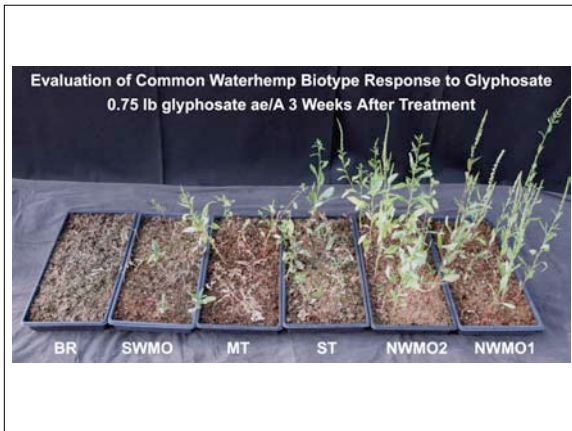 Evaluation of Common Waterhemp Biotype Response to Glyphosate
0.75 lb glyphosate ae/A 3 Weeks After Treatment
BR SWMO MT ST NWMO2 NWMO1